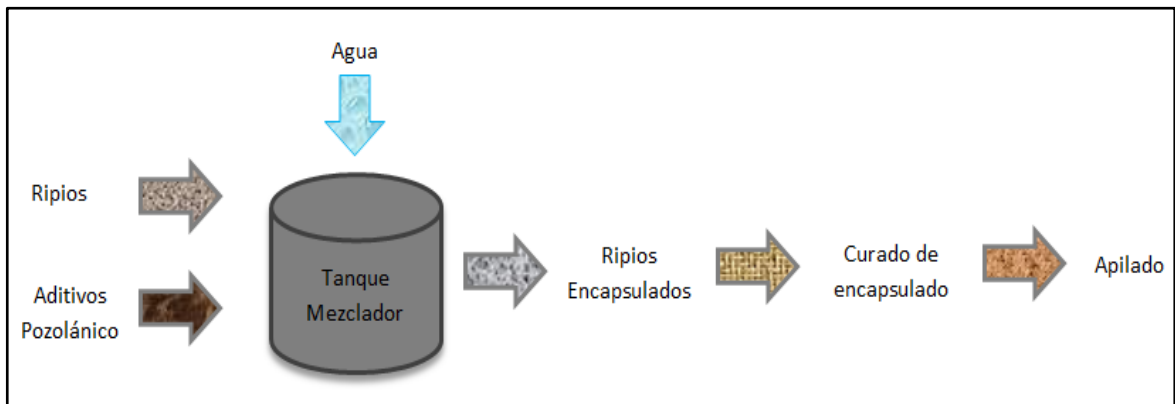 Agua
Ripios
Aditivos
Pozolánico
Tanque
Mezclador
Ripios
Encapsulados
Curado de
encapsulado
Apilado